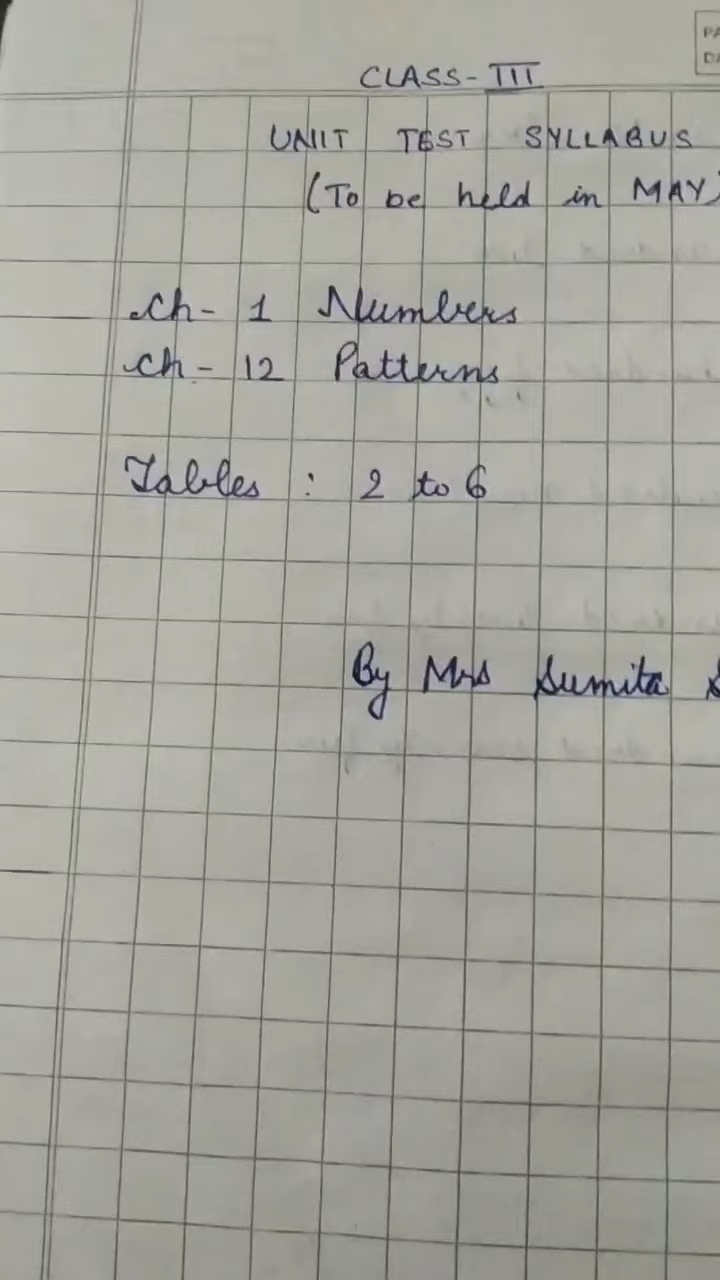 CLASS- III
UNIT TEST SYLLABUS
(To be held in MAY)
Ch- 1 Numbers
Ch- 12 Patterns
Tables : 2 to 6
By Mrs Sumita